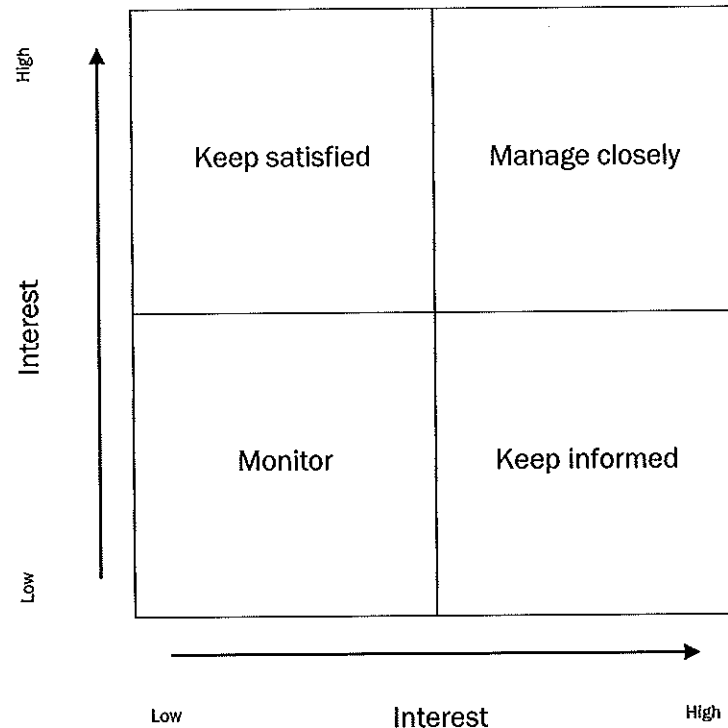 High
Keep satisfied
Manage closely
Interest
Monitor
Keep informed
Low
Low
Interest
High